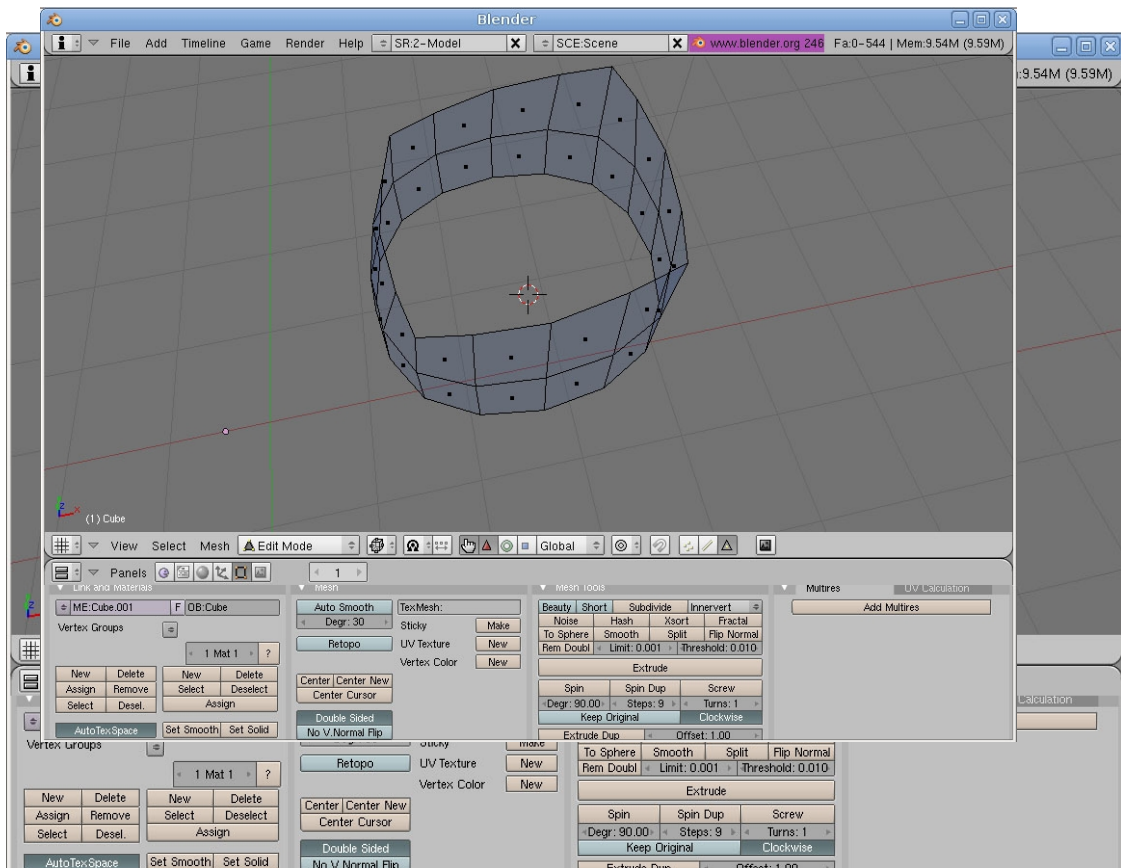 Blender
File Add Timeline Game Render Help SR:2-Model X SCE:Scene X www.blender.org 246 Fa:0-544 | Mem:9.54M (9.59M)
9.54M (9.59M)
z x
(1) Cube
View Select Mesh Edit Mode Global
Panels 1
Link and Materials Mesh Mesh Tools Multires UV Calculation
ME:Cube.001 F OB:Cube Auto Smooth TexMesh: Beauty Short Subdivide Innervert Add Multires
Degr: 30 Sticky Make Noise Hash Xsort Fractal
Vertex Groups Retopo UV Texture New To Sphere Smooth Split Flip Normal
1 Mat 1 ? Vertex Color New Rem Doubl Limit: 0.001 Threshold: 0.010
Extrude
New Delete New Delete Center Center New
Assign Remove Select Deselect Center Cursor Spin Spin Dup Screw
Select Desel. Assign Degr: 90.00 Steps: 9 Turns: 1
Double Sided Keep Original Clockwise
AutoTexSpace Set Smooth Set Solid No V.Normal Flip Extrude Dup Offset: 1.00
Calculation
Vertex Groups Sticky Make To Sphere Smooth Split Flip Normal
Retopo UV Texture New Rem Doubl Limit: 0.001 Threshold: 0.010
1 Mat 1 ? Vertex Color New Extrude
New Delete New Delete Center Center New
Assign Remove Select Deselect Center Cursor Spin Spin Dup Screw
Select Desel. Assign Degr: 90.00 Steps: 9 Turns: 1
Double Sided Keep Original Clockwise
AutoTexSpace Set Smooth Set Solid No V.Normal Flip Extrude Dup Offset: 1.00